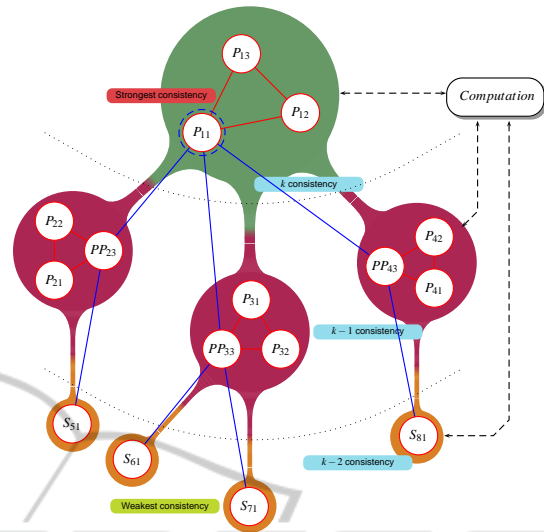 P13
Strongest consistency
Computation
P12
P11
k consistency
P22
PP23
P21
P42
PP43
P41
P31
k − 1 consistency
PP33
P32
S51
S61
S81
k − 2 consistency
Weakest consistency
S71